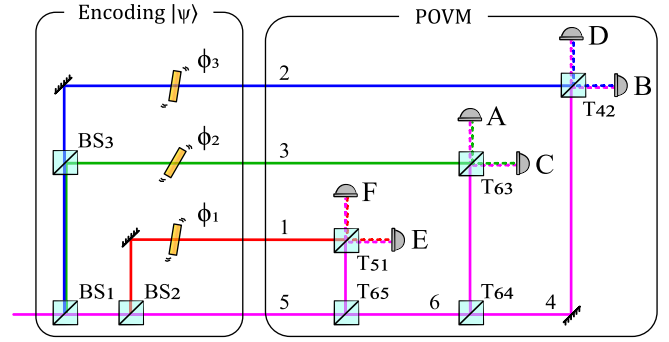 Encoding |ψ⟩
POVM
D
ϕ₃
2
B
T₄₂
BS₃
ϕ₂
A
3
C
T₆₃
F
ϕ₁
1
E
T₅₁
BS₁
BS₂
5
T₆₅
6
T₆₄
4